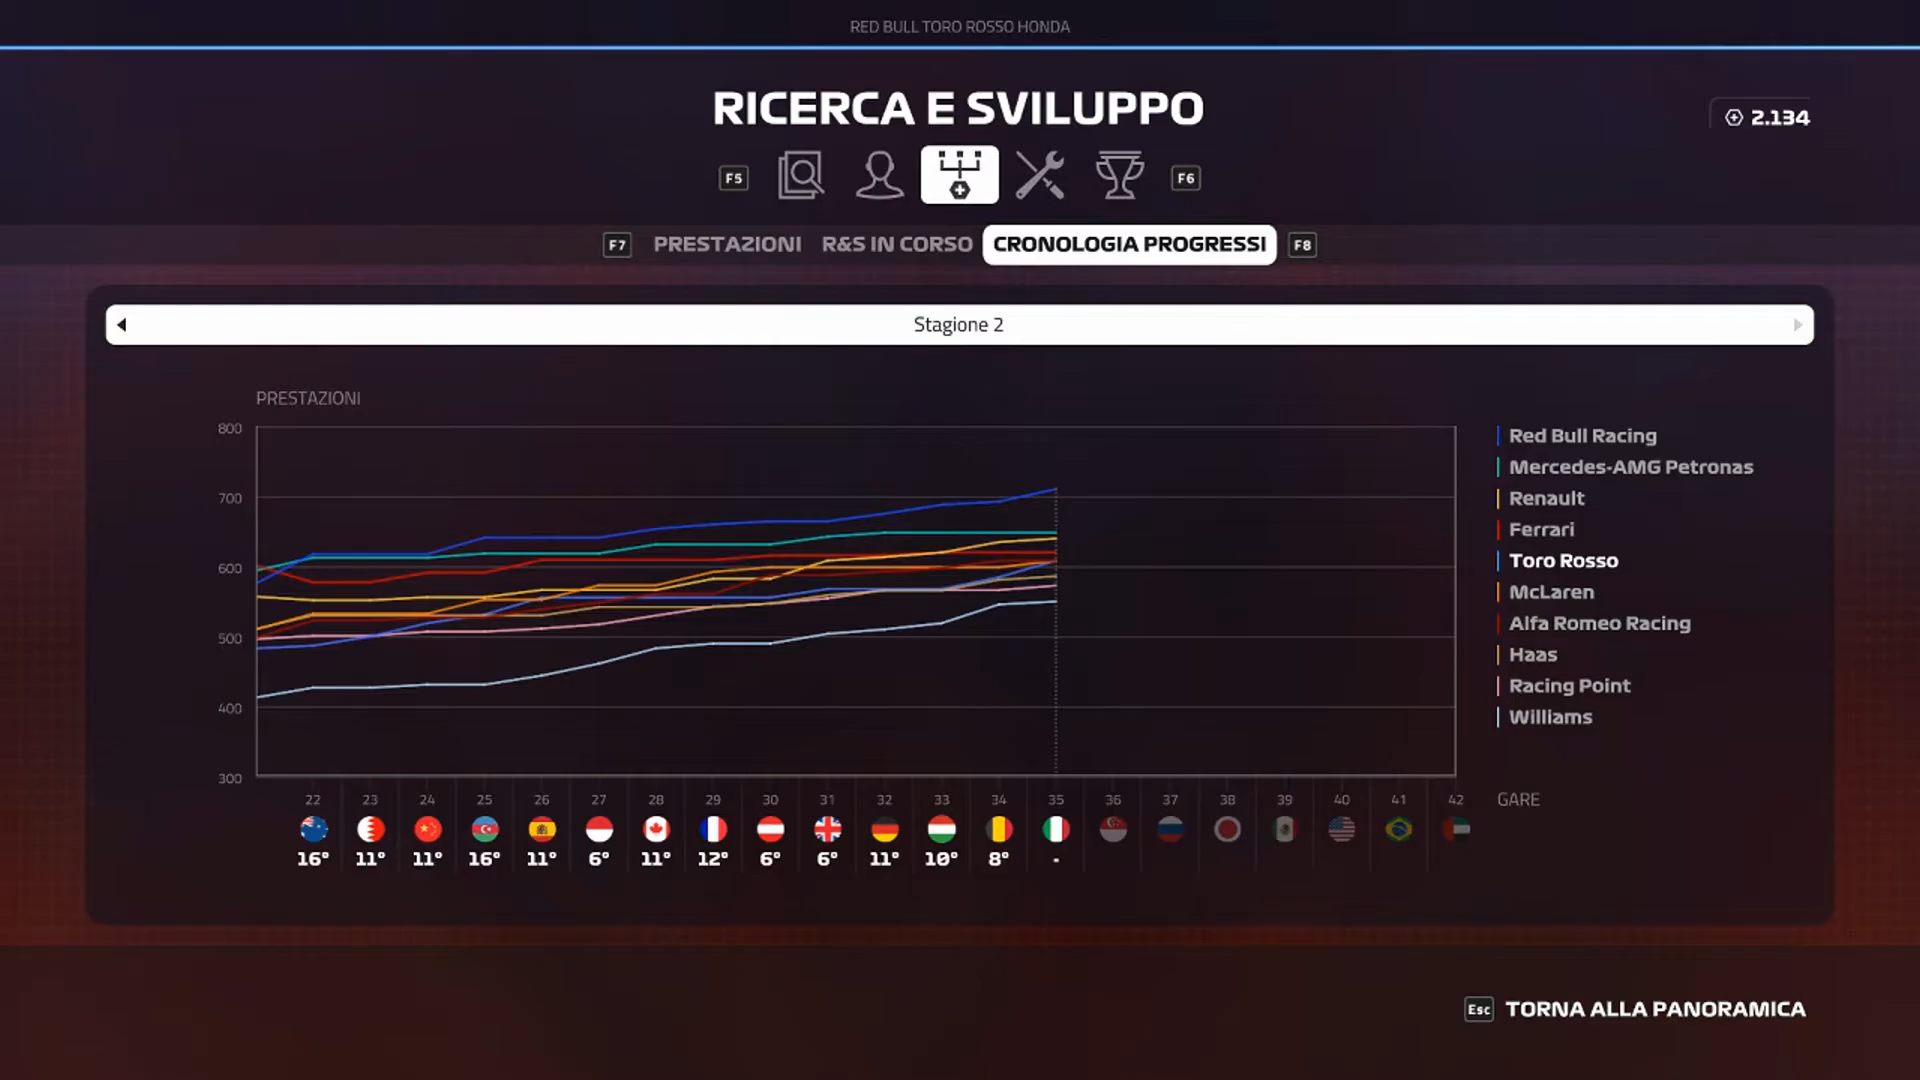 RED BULL TORO ROSSO HONDA
RICERCA E SVILUPPO
2.134
F5
F6
F7 PRESTAZIONI R&S IN CORSO CRONOLOGIA PROGRESSI F8
Stagione 2
PRESTAZIONI
800
700
600
500
400
300
Red Bull Racing
Mercedes-AMG Petronas
Renault
Ferrari
Toro Rosso
McLaren
Alfa Romeo Racing
Haas
Racing Point
Williams
22 23 24 25 26 27 28 29 30 31 32 33 34 35 36 37 38 39 40 41 42 GARE
16° 11° 11° 16° 11° 6° 11° 12° 6° 6° 11° 10° 8° -
Esc TORNA ALLA PANORAMICA